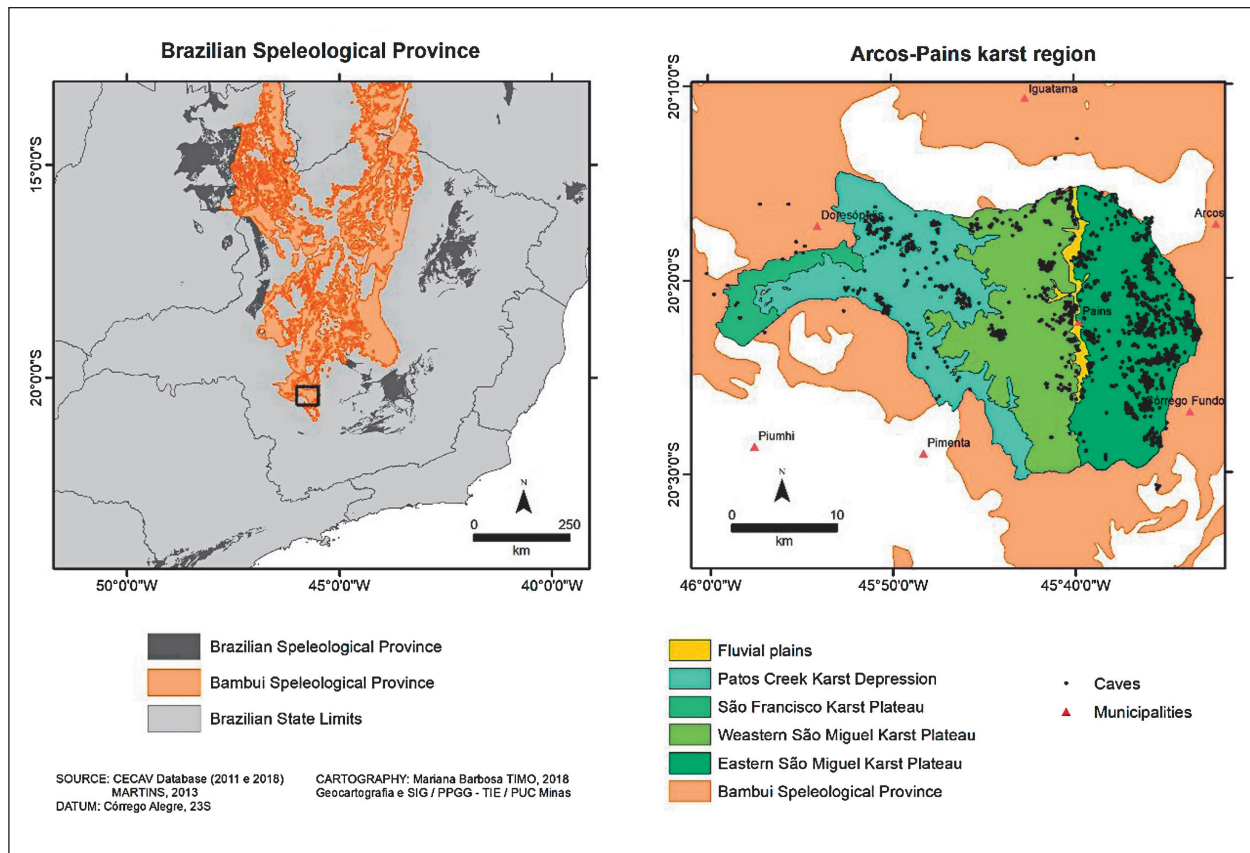 Brazilian Speleological Province
15°0'0"S
20°0'0"S
N
0 250
km
50°0'0"W 45°0'0"W 40°0'0"W
Brazilian Speleological Province
Bambui Speleological Province
Brazilian State Limits
SOURCE: CECAV Database (2011 e 2018)
MARTINS, 2013
DATUM: Córrego Alegre, 23S
CARTOGRAPHY: Mariana Barbosa TIMO, 2018
Geocartografia e SIG / PPGG - TIE / PUC Minas
Arcos-Pains karst region
20°10'0"S
20°20'0"S
20°30'0"S
Iguatama
Doresópolis
Arcos
Pains
Córrego Fundo
Piumhi
Pimenta
N
0 10
km
46°0'0"W 45°50'0"W 45°40'0"W
Fluvial plains
Patos Creek Karst Depression
São Francisco Karst Plateau
Weastern São Miguel Karst Plateau
Eastern São Miguel Karst Plateau
Bambui Speleological Province
Caves
Municipalities